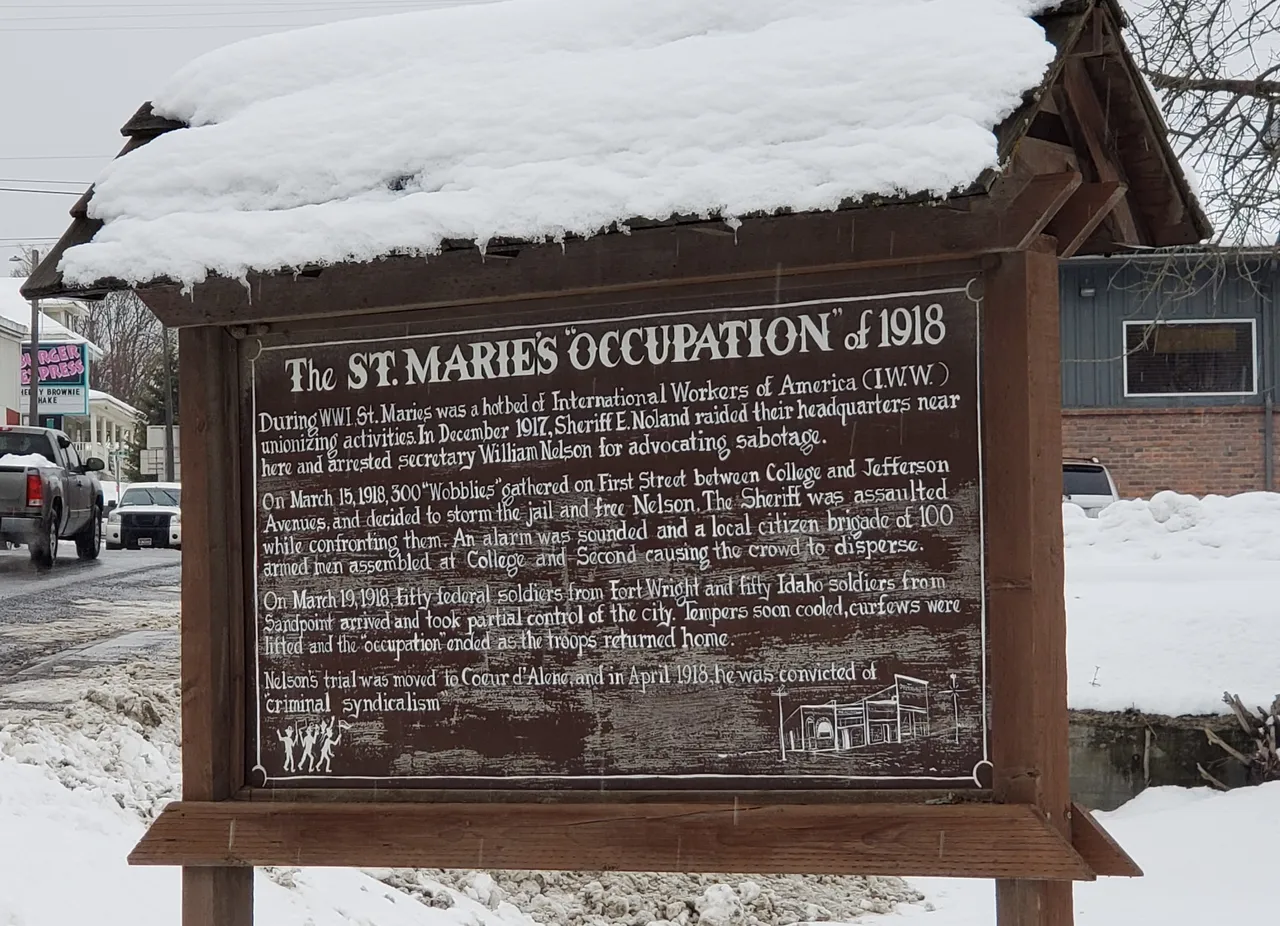 The ST. MARIE'S "OCCUPATION" of 1918
During WWI St. Maries was a hotbed of International Workers of America (I.W.W.)
unionizing activities. In December 1917, Sheriff E. Noland raided their headquarters near
here and arrested secretary William Nelson for advocating sabotage.
On March 15, 1918, 300 "Wobblies" gathered on First Street between College and Jefferson
Avenues, and decided to storm the jail and free Nelson. The Sheriff was assaulted
while confronting them. An alarm was sounded and a local citizen brigade of 100
armed men assembled at College and Second causing the crowd to disperse.
On March 19, 1918, fifty federal soldiers from Fort Wright and fifty Idaho soldiers from
Sandpoint arrived and took partial control of the city. Tempers soon cooled, curfews were
lifted and the "occupation" ended as the troops returned home
Nelson's trial was moved to Coeur d'Alene, and in April 1918, he was convicted of
"criminal syndicalism
BURGER
EXPRESS
BROWNIE
HAKE